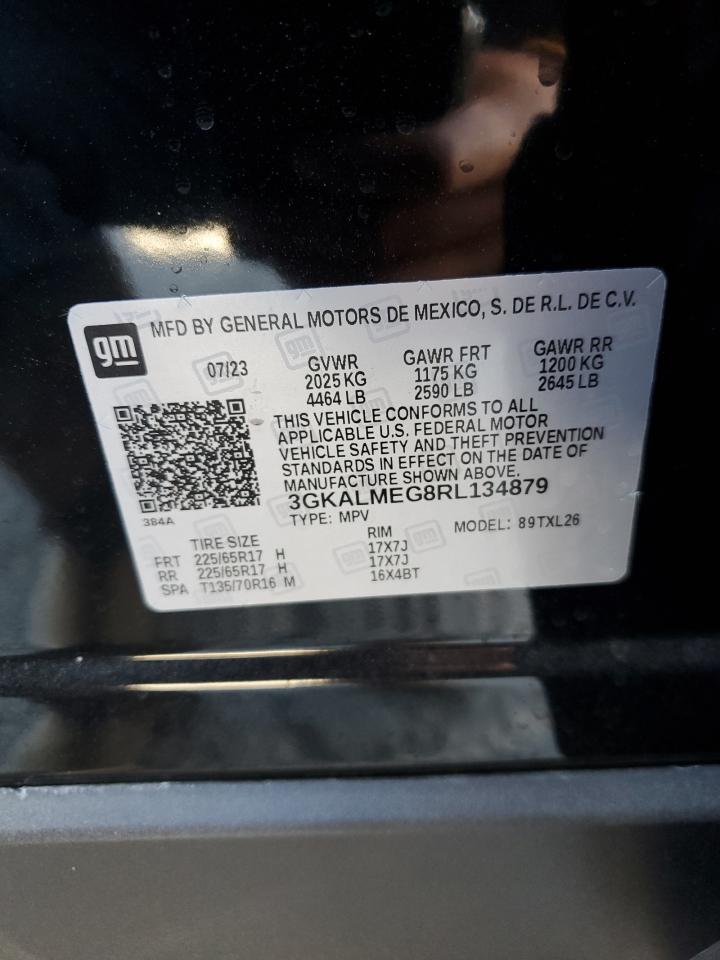 gm
MFD BY GENERAL MOTORS DE MEXICO, S. DE R.L. DE C.V.
07/23 GVWR GAWR FRT GAWR RR
2025 KG 1175 KG 1200 KG
4464 LB 2590 LB 2645 LB
THIS VEHICLE CONFORMS TO ALL
APPLICABLE U.S. FEDERAL MOTOR
VEHICLE SAFETY AND THEFT PREVENTION
STANDARDS IN EFFECT ON THE DATE OF
MANUFACTURE SHOWN ABOVE.
3GKALMEG8RL134879
384A
TYPE: MPV MODEL: 89TXL26
TIRE SIZE RIM
FRT 225/65R17 H 17X7J
RR 225/65R17 H 17X7J
SPA T135/70R16 M 16X4BT